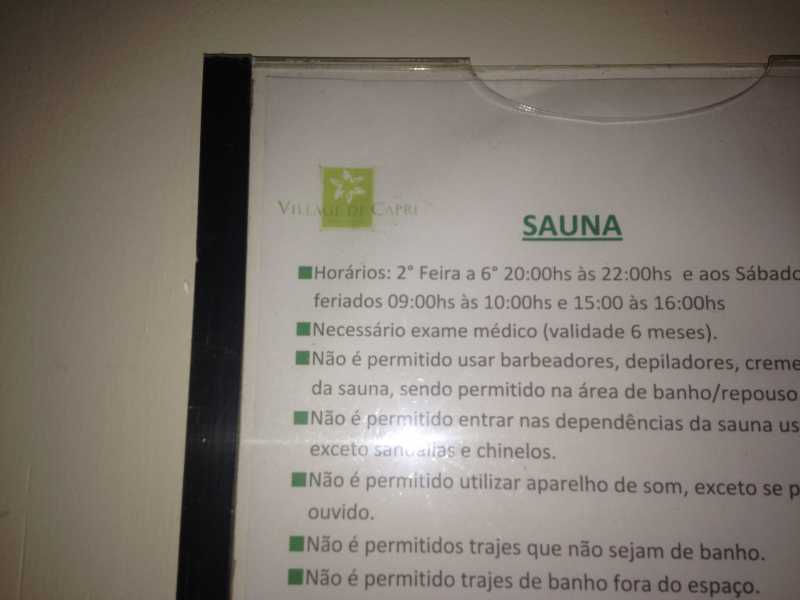 VILLAGE DE CAPRI
SAUNA
Horários: 2° Feira a 6° 20:00hs às 22:00hs e aos Sábado
feriados 09:00hs às 10:00hs e 15:00 às 16:00hs
Necessário exame médico (validade 6 meses).
Não é permitido usar barbeadores, depiladores, creme
da sauna, sendo permitido na área de banho/repouso
Não é permitido entrar nas dependências da sauna us
exceto sandálias e chinelos.
Não é permitido utilizar aparelho de som, exceto se p
ouvido.
Não é permitidos trajes que não sejam de banho.
Não é permitido trajes de banho fora do espaço.